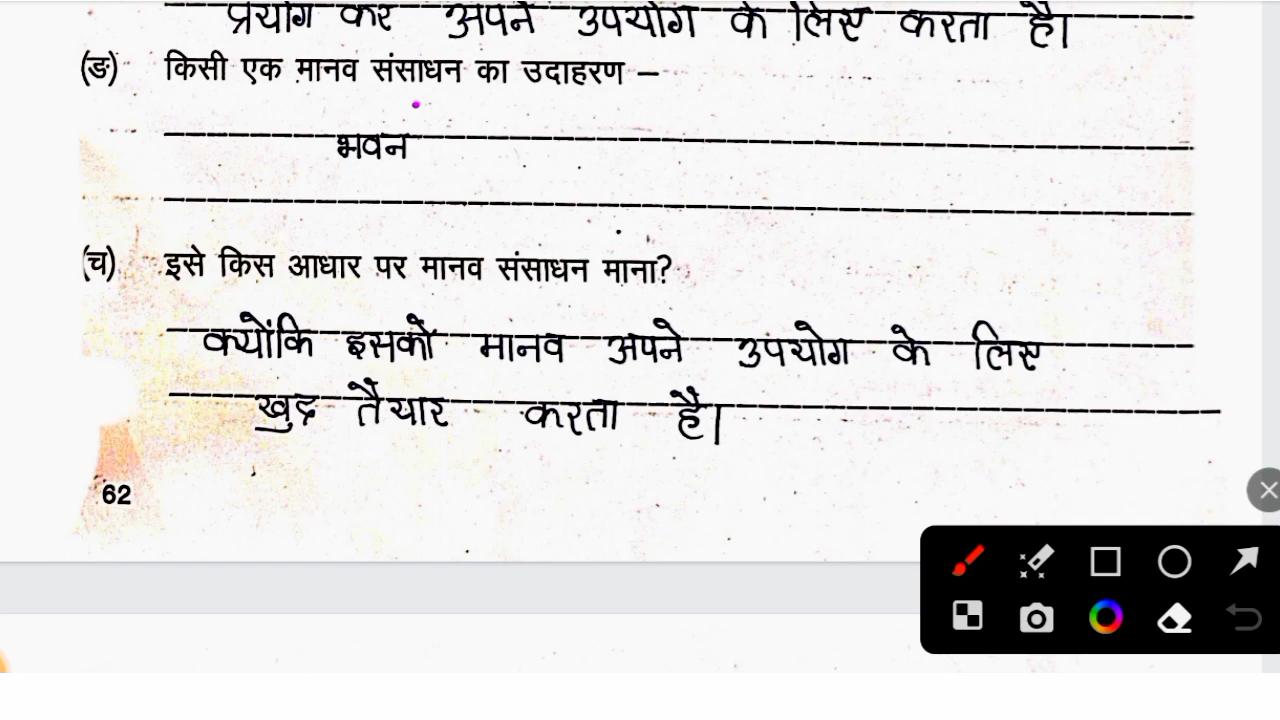 प्रयोग कर अपने उपयोग के लिए करता है।
(ङ) किसी एक मानव संसाधन का उदाहरण –
भवन
(च) इसे किस आधार पर मानव संसाधन माना?
क्योंकि इसको मानव अपने उपयोग के लिए
खुद तैयार करता है।
62